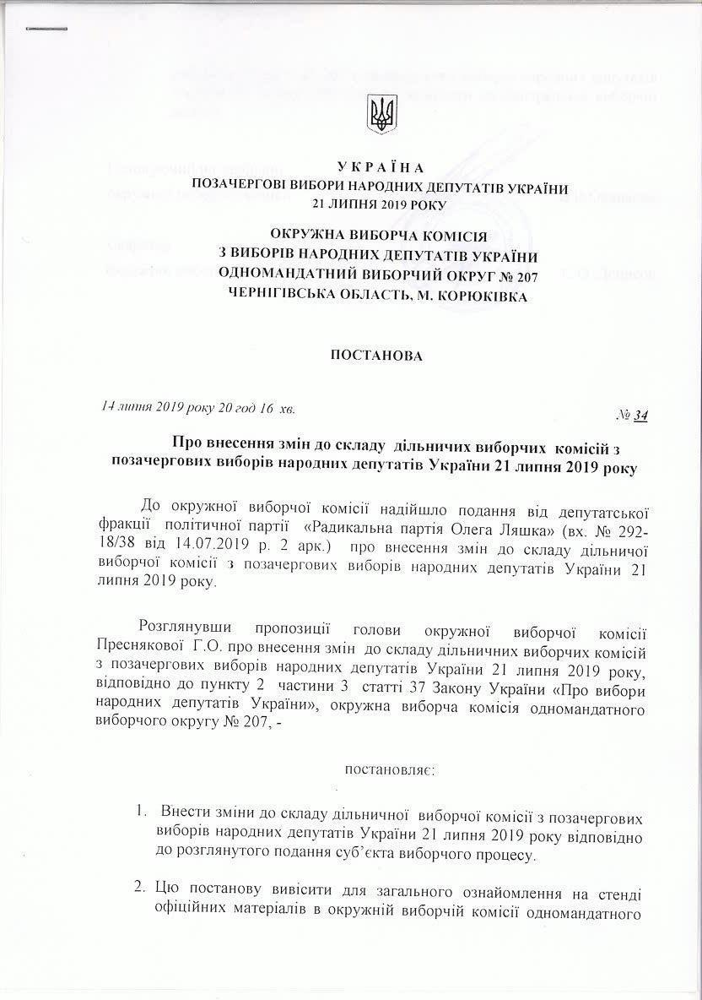 У К Р А Ї Н А
ПОЗАЧЕРГОВІ ВИБОРИ НАРОДНИХ ДЕПУТАТІВ УКРАЇНИ
21 ЛИПНЯ 2019 РОКУ
ОКРУЖНА ВИБОРЧА КОМІСІЯ
З ВИБОРІВ НАРОДНИХ ДЕПУТАТІВ УКРАЇНИ
ОДНОМАНДАТНИЙ ВИБОРЧИЙ ОКРУГ № 207
ЧЕРНІГІВСЬКА ОБЛАСТЬ, М. КОРЮКІВКА
ПОСТАНОВА
14 липня 2019 року 20 год 16 хв.
№ 34
Про внесення змін до складу дільничих виборчих комісій з
позачергових виборів народних депутатів України 21 липня 2019 року
До окружної виборчої комісії надійшло подання від депутатської
фракції політичної партії «Радикальна партія Олега Ляшка» (вх. № 292-
18/38 від 14.07.2019 р. 2 арк.) про внесення змін до складу дільничої
виборчої комісії з позачергових виборів народних депутатів України 21
липня 2019 року.
Розглянувши пропозиції голови окружної виборчої комісії
Преснякової Г.О. про внесення змін до складу дільничних виборчих комісій
з позачергових виборів народних депутатів України 21 липня 2019 року,
відповідно до пункту 2 частини 3 статті 37 Закону України «Про вибори
народних депутатів України», окружна виборча комісія одномандатного
виборчого округу № 207, -
постановляє:
1. Внести зміни до складу дільничної виборчої комісії з позачергових
виборів народних депутатів України 21 липня 2019 року відповідно
до розглянутого подання суб’єкта виборчого процесу.
2. Цю постанову вивісити для загального ознайомлення на стенді
офіційних матеріалів в окружній виборчій комісії одномандатного